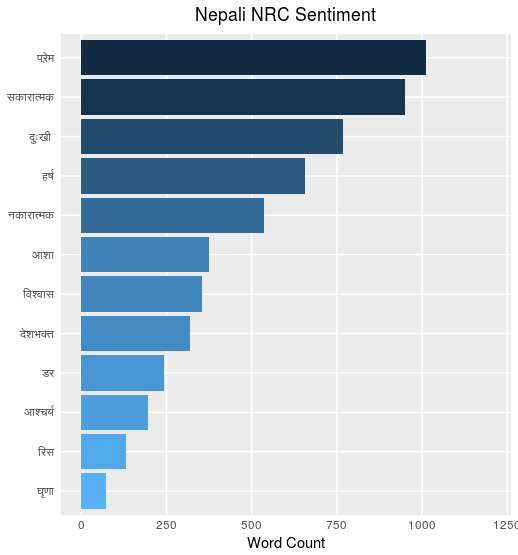 Nepali NRC Sentiment
प्रेम
सकारात्मक
दुःखी
हर्ष
नकारात्मक
आशा
विश्वास
देशभक्त
डर
आश्चर्य
रिस
घृणा
0 250 500 750 1000 1250
Word Count